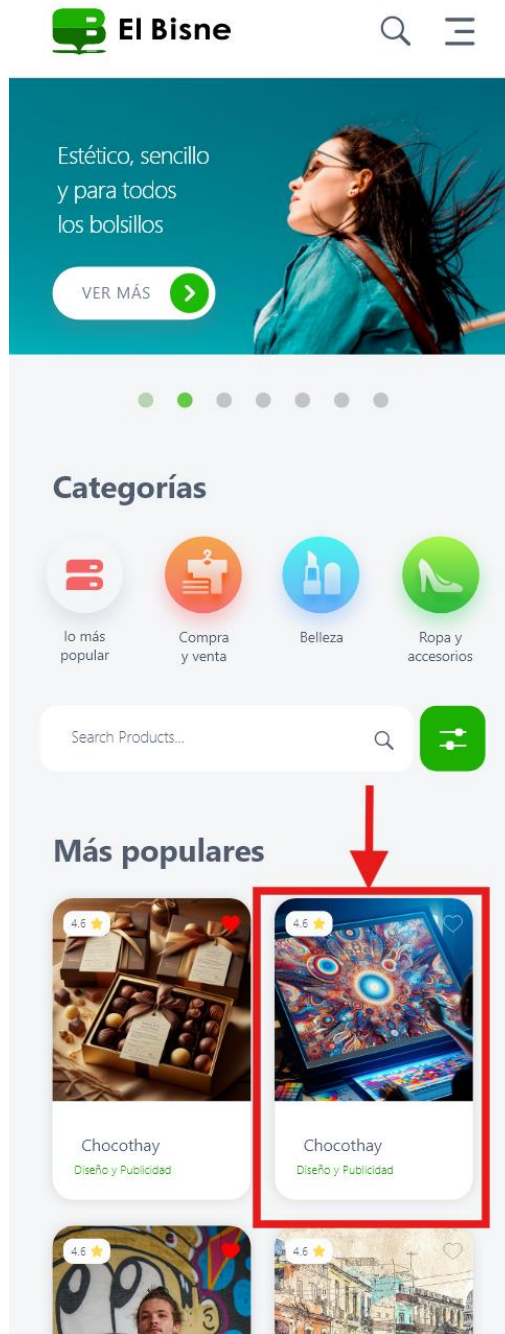 El Bisne
Estético, sencillo
y para todos
los bolsillos
VER MÁS
Categorías
lo más
popular
Compra
y venta
Belleza
Ropa y
accesorios
Search Products...
Más populares
4.6
4.6
Chocothay
Diseño y Publicidad
Chocothay
Diseño y Publicidad
4.6
4.6